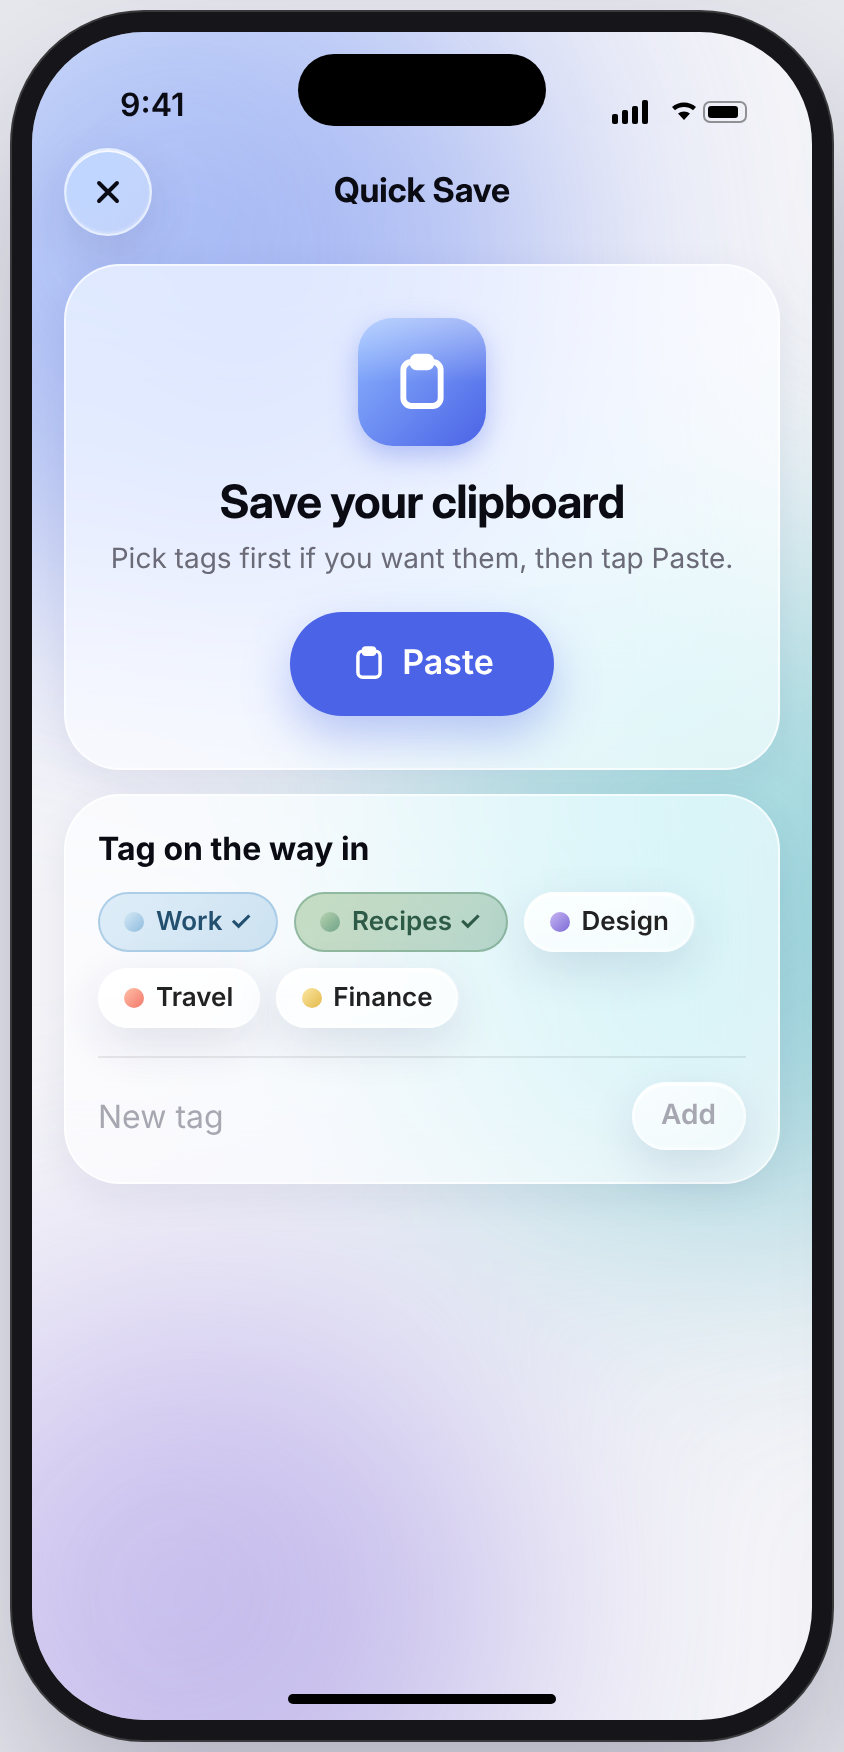 9:41
Quick Save
Save your clipboard
Pick tags first if you want them, then tap Paste.
Paste
Tag on the way in
Work Recipes Design
Travel Finance
New tag Add